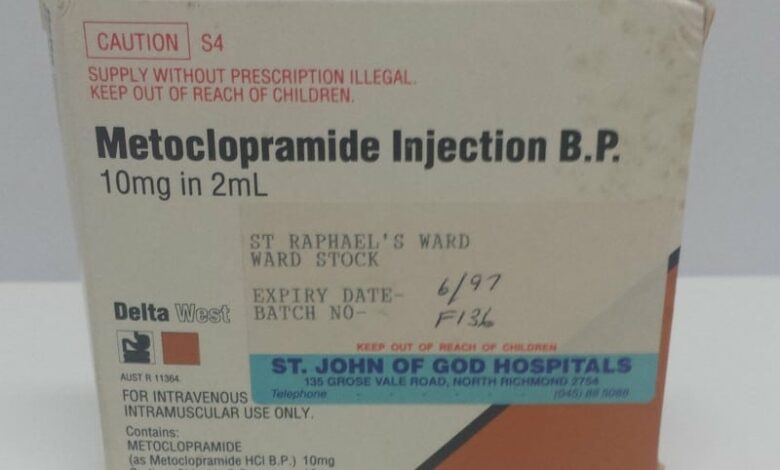 CAUTION S4
SUPPLY WITHOUT PRESCRIPTION ILLEGAL.
KEEP OUT OF REACH OF CHILDREN.
Metoclopramide Injection B.P.
10mg in 2mL
ST RAPHAEL'S WARD
WARD STOCK
EXPIRY DATE- 6/97
BATCH NO- F136
KEEP OUT OF REACH OF CHILDREN
ST. JOHN OF GOD HOSPITALS
135 GROSE VALE ROAD, NORTH RICHMOND 2754
Telephone (045) 88 5088
Delta West
AUST R 11364
FOR INTRAVENOUS
INTRAMUSCULAR USE ONLY.
Contains:
METOCLOPRAMIDE
(as Metoclopramide HCl B.P.) 10mg